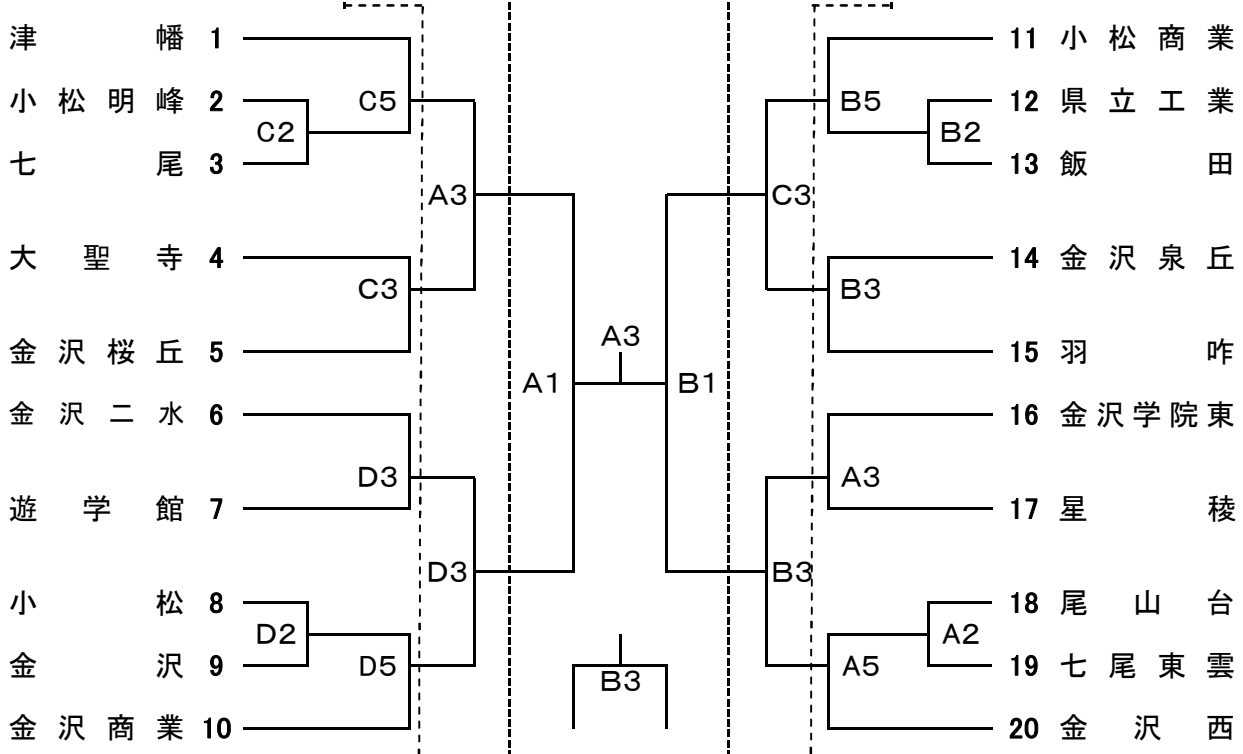 津幡 1
小松明峰 2
七尾 3
大聖寺 4
金沢桜丘 5
金沢二水 6
遊学館 7
小松 8
金沢 9
金沢商業 10
C2
D2
C5
C3
D3
D5
A3
D3
A1
A3
B3
B1
C3
B3
B5
B3
A3
A5
B2
A2
11 小松商業
12 県立工業
13 飯田
14 金沢泉丘
15 羽咋
16 金沢学院東
17 星稜
18 尾山台
19 七尾東雲
20 金沢西